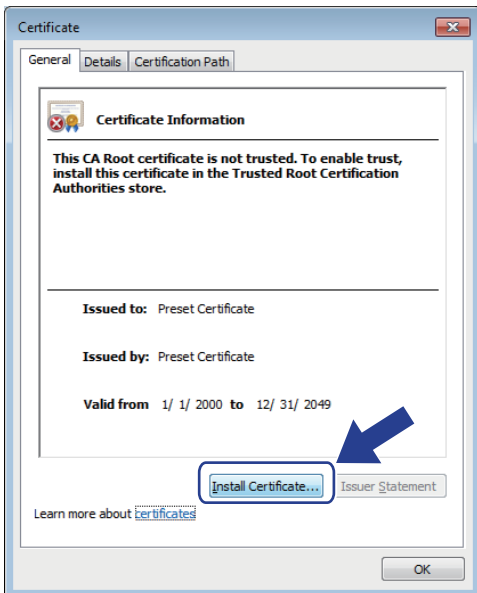 Certificate
General Details Certification Path
Certificate Information
This CA Root certificate is not trusted. To enable trust,
install this certificate in the Trusted Root Certification
Authorities store.
Issued to: Preset Certificate
Issued by: Preset Certificate
Valid from 1/ 1/ 2000 to 12/ 31/ 2049
Install Certificate... Issuer Statement
Learn more about certificates
OK